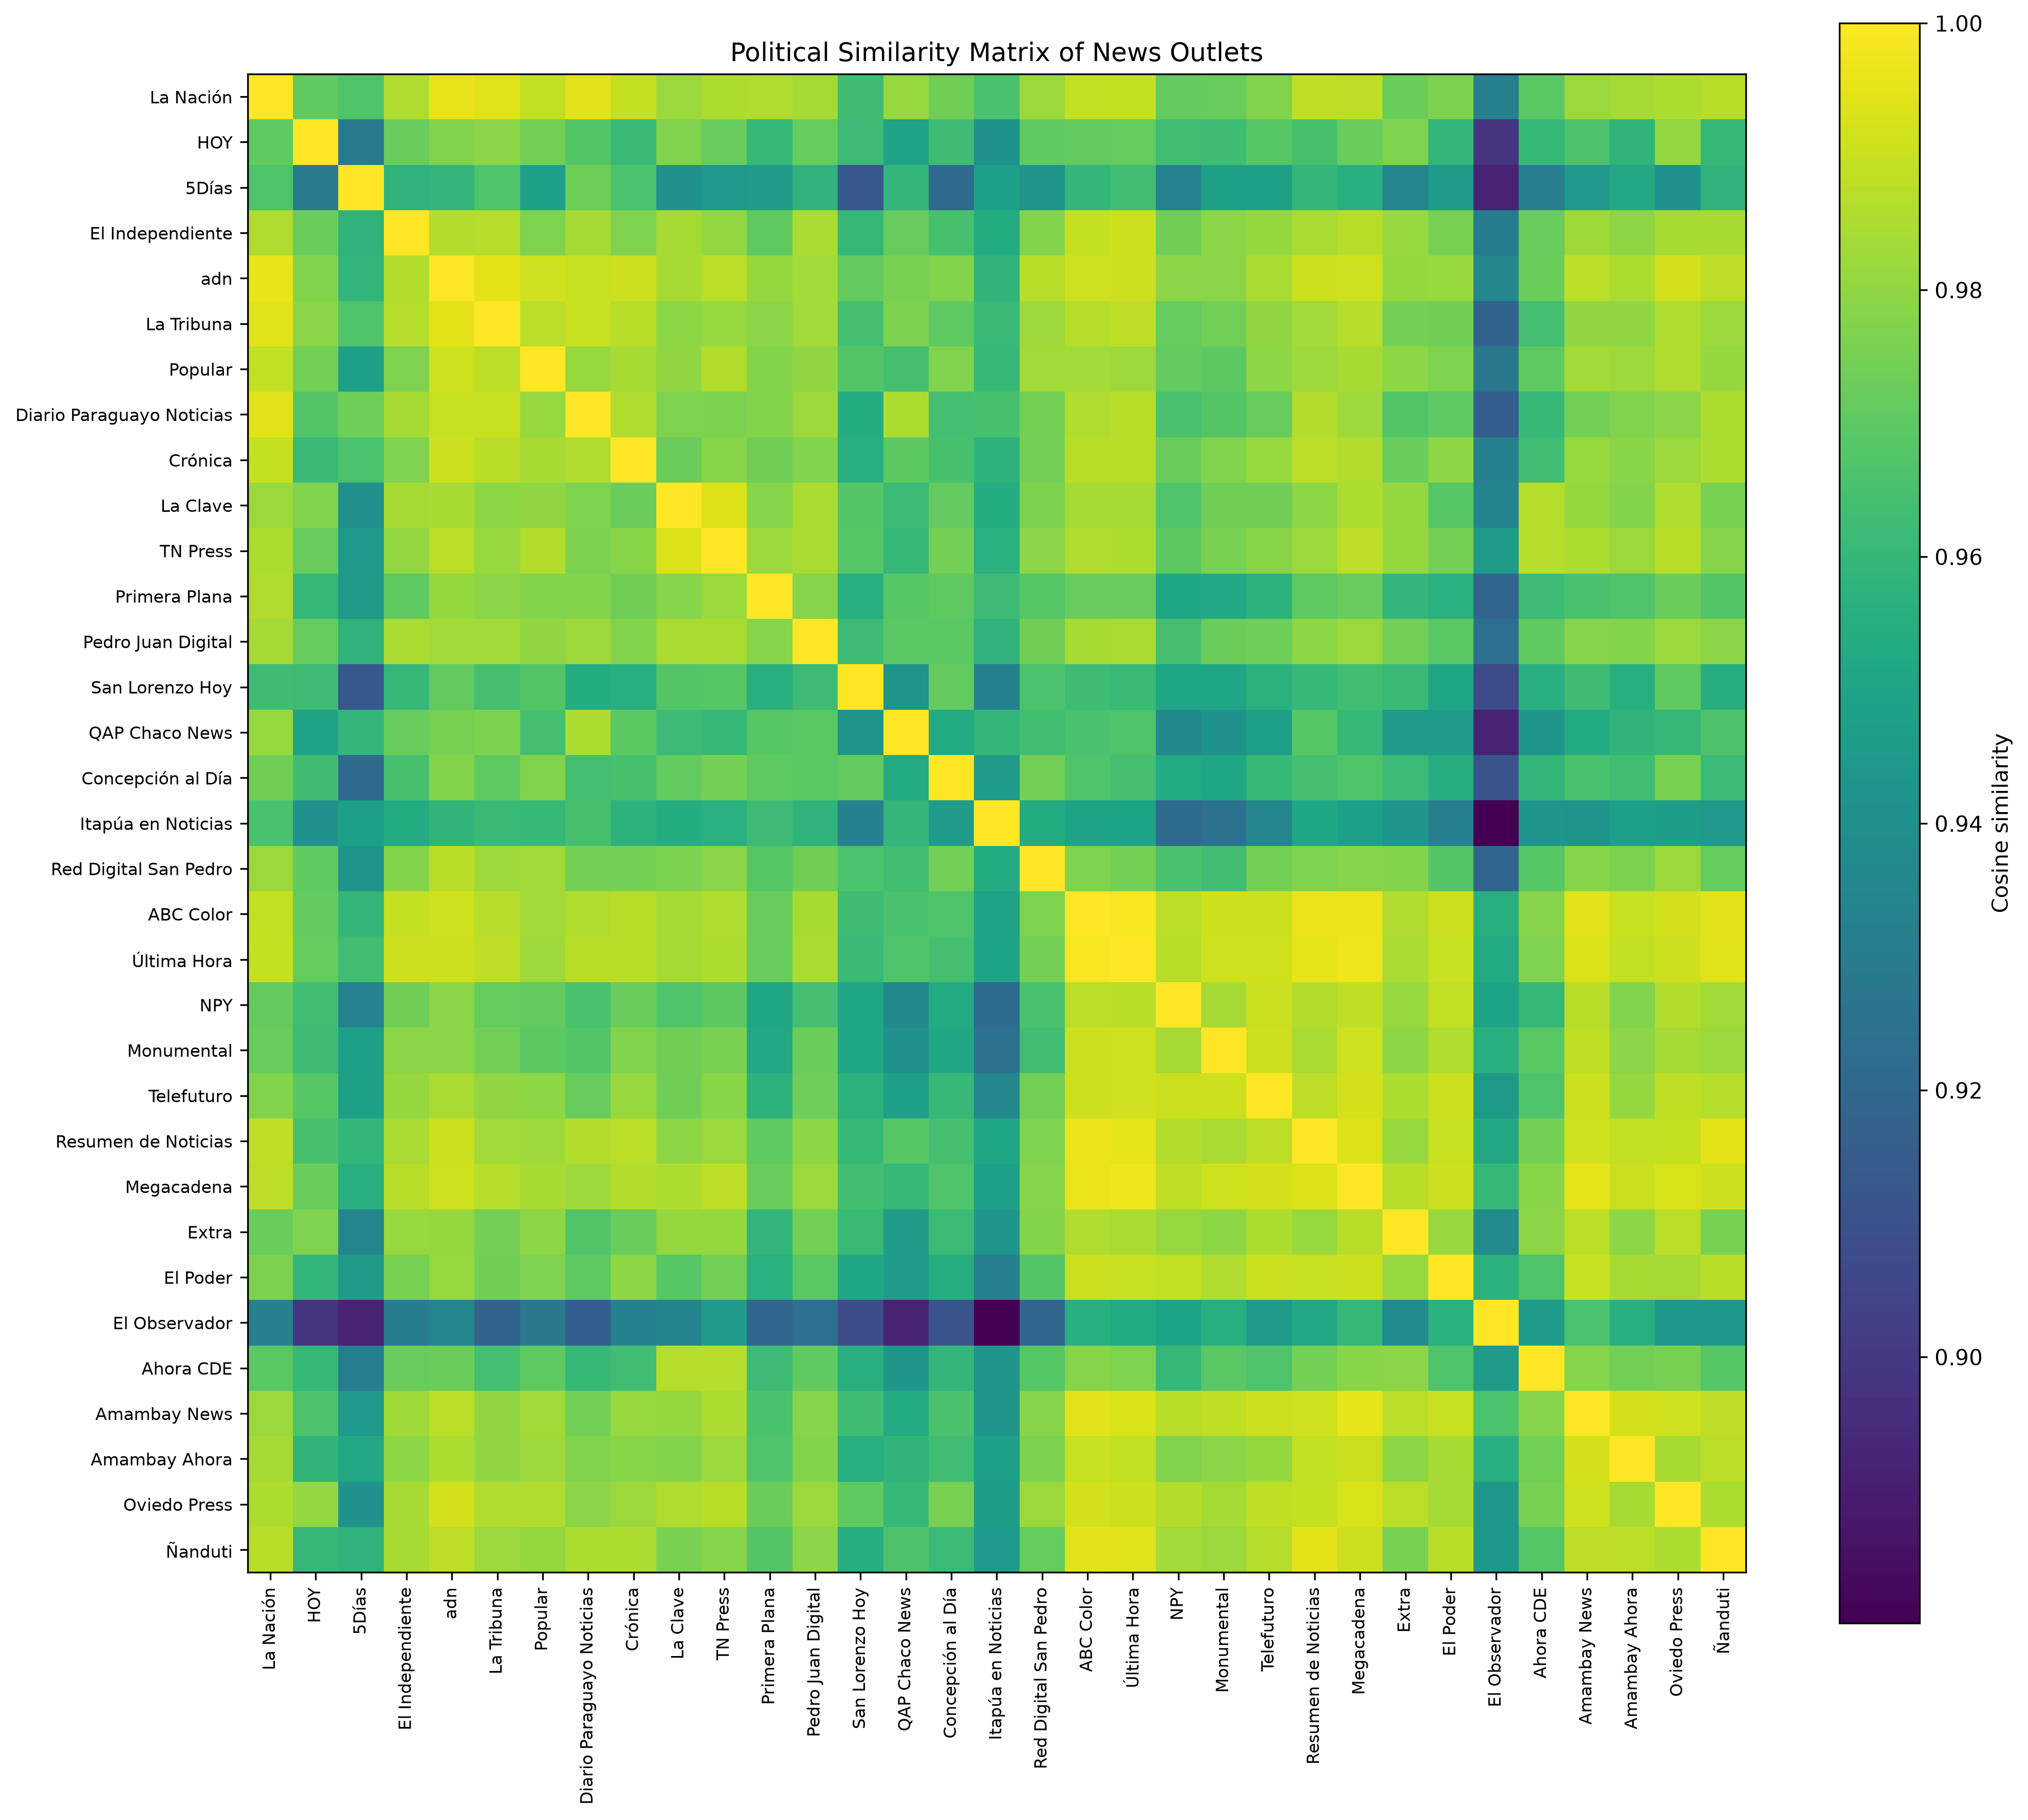 Political Similarity Matrix of News Outlets
La Nación
HOY
5Días
El Independiente
adn
La Tribuna
Popular
Diario Paraguayo Noticias
Crónica
La Clave
TN Press
Primera Plana
Pedro Juan Digital
San Lorenzo Hoy
QAP Chaco News
Concepción al Día
Itapúa en Noticias
Red Digital San Pedro
ABC Color
Última Hora
NPY
Monumental
Telefuturo
Resumen de Noticias
Megacadena
Extra
El Poder
El Observador
Ahora CDE
Amambay News
Amambay Ahora
Oviedo Press
Ñanduti
La Nación
HOY
5Días
El Independiente
adn
La Tribuna
Popular
Diario Paraguayo Noticias
Crónica
La Clave
TN Press
Primera Plana
Pedro Juan Digital
San Lorenzo Hoy
QAP Chaco News
Concepción al Día
Itapúa en Noticias
Red Digital San Pedro
ABC Color
Última Hora
NPY
Monumental
Telefuturo
Resumen de Noticias
Megacadena
Extra
El Poder
El Observador
Ahora CDE
Amambay News
Amambay Ahora
Oviedo Press
Ñanduti
1.00
0.98
0.96
0.94
0.92
0.90
Cosine similarity